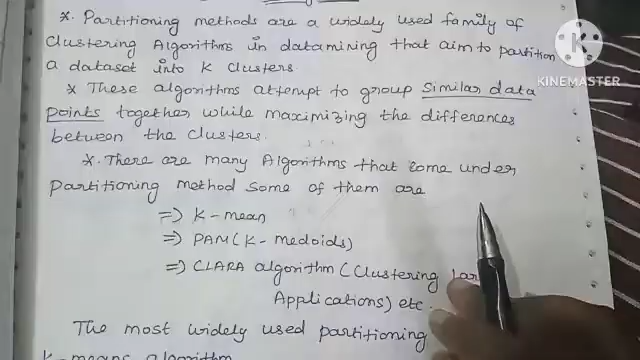 *. Partitioning methods are a widely used family of
clustering Algorithms in datamining that aim to partition
a dataset into K clusters.
* These algorithms attempt to group Similar data
points together while maximizing the differences
between the clusters.
*. There are many Algorithms that come under
partitioning method some of them are
=> K-mean
=> PAM(K-medoids)
=> CLARA algorithm (Clustering Lar
Applications) etc.
The most widely used partitioning
k-means algorithm
K
KINEMASTER